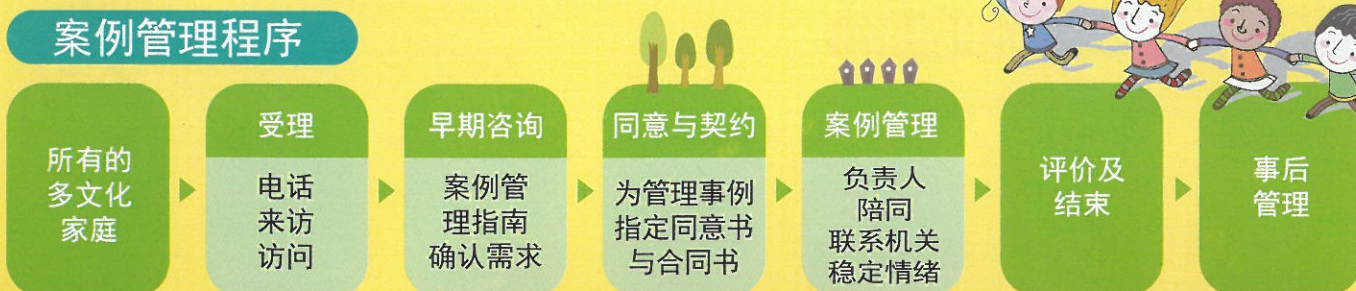 案例管理程序
所有的
多文化
家庭
受理
电话
来访
访问
早期咨询
案例管
理指南
确认需求
同意与契约
为管理事例
指定同意书
与合同书
案例管理
负责人
陪同
联系机关
稳定情绪
评价及
结束
事后
管理